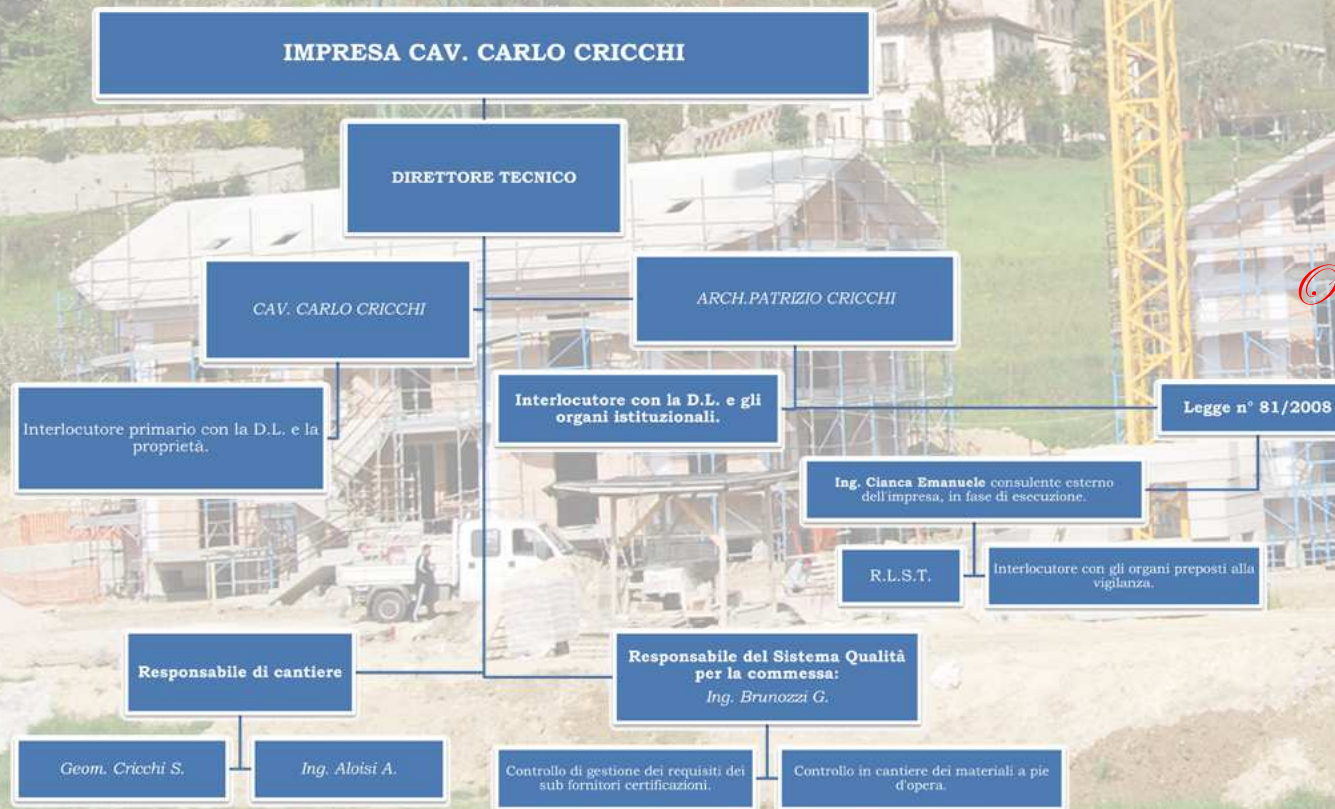 IMPRESA CAV. CARLO CRICCHI
DIRETTORE TECNICO
CAV. CARLO CRICCHI
ARCH.PATRIZIO CRICCHI
Interlocutore primario con la D.L. e la
proprietà.
Interlocutore con la D.L. e gli
organi istituzionali.
Legge n° 81/2008
Ing. Cianca Emanuele consulente esterno
dell'impresa, in fase di esecuzione.
R.L.S.T.
Interlocutore con gli organi preposti alla
vigilanza.
Responsabile di cantiere
Geom. Cricchi S.
Ing. Aloisi A.
Responsabile del Sistema Qualità
per la commessa:
Ing. Brunozzi G.
Controllo di gestione dei requisiti dei
sub fornitori certificazioni.
Controllo in cantiere dei materiali a pie
d'opera.